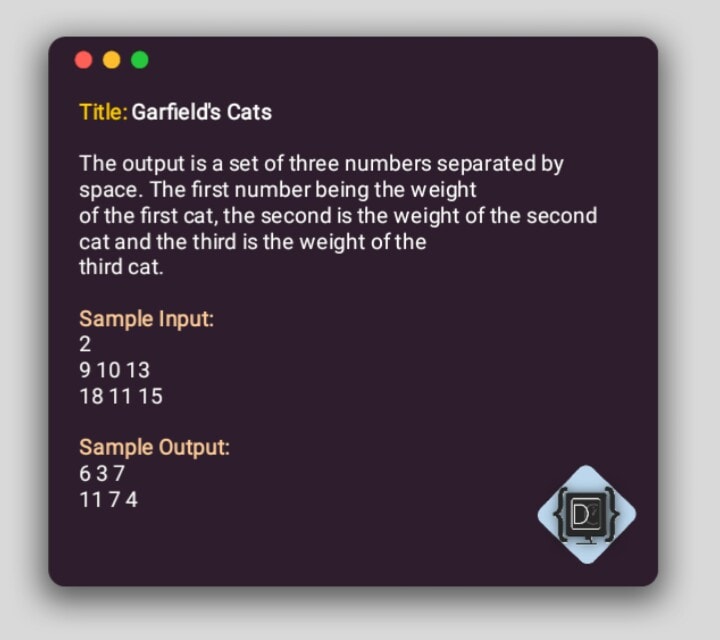 Title: Garfield's Cats
The output is a set of three numbers separated by
space. The first number being the weight
of the first cat, the second is the weight of the second
cat and the third is the weight of the
third cat.
Sample Input:
2
9 10 13
18 11 15
Sample Output:
6 3 7
11 7 4